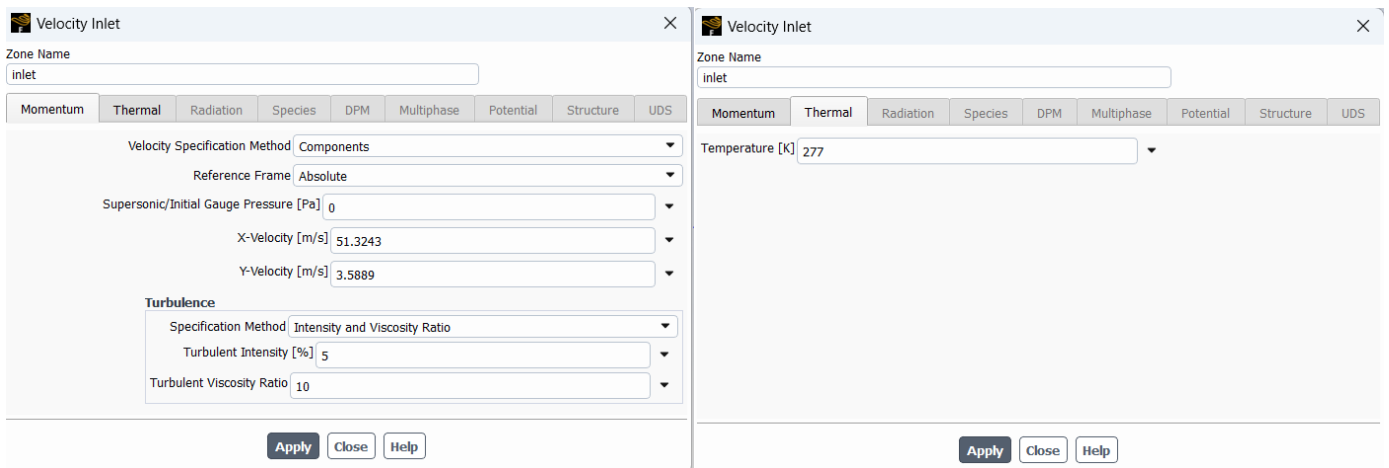 Velocity Inlet
Zone Name
inlet
Momentum Thermal Radiation Species DPM Multiphase Potential Structure UDS
Velocity Specification Method Components
Reference Frame Absolute
Supersonic/Initial Gauge Pressure [Pa] 0
X-Velocity [m/s] 51.3243
Y-Velocity [m/s] 3.5889
Turbulence
Specification Method Intensity and Viscosity Ratio
Turbulent Intensity [%] 5
Turbulent Viscosity Ratio 10
Apply Close Help
Velocity Inlet
Zone Name
inlet
Momentum Thermal Radiation Species DPM Multiphase Potential Structure UDS
Temperature [K] 277
Apply Close Help